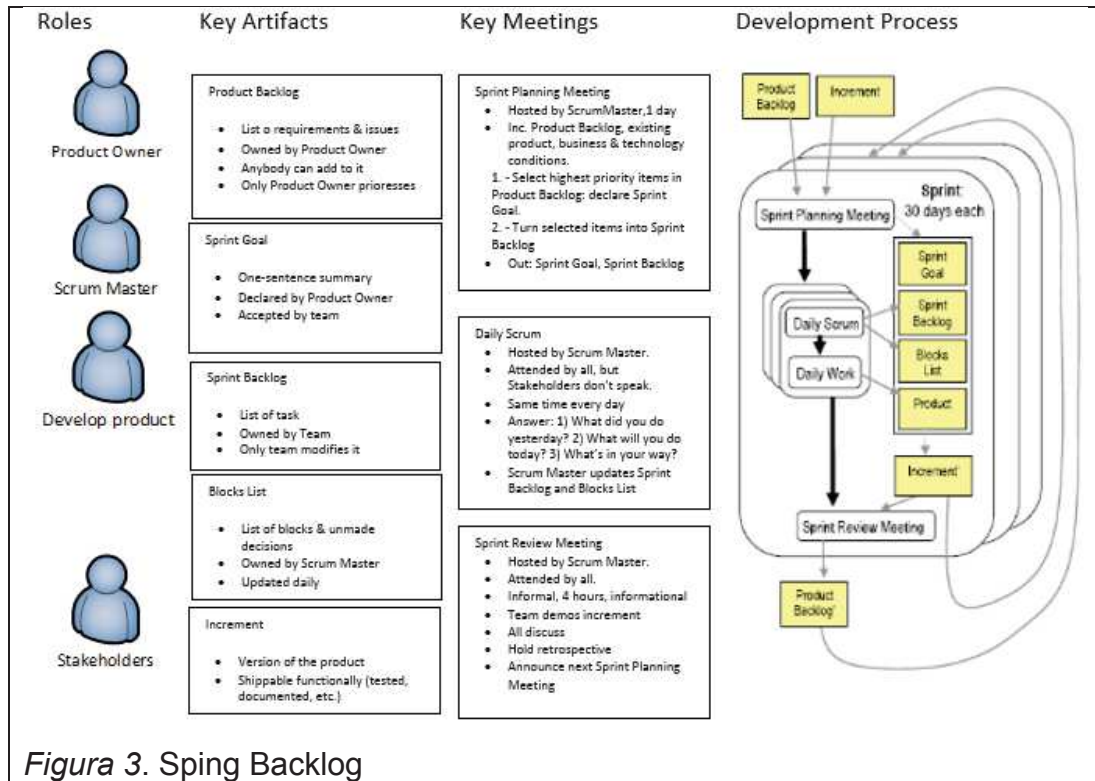 Roles
Key Artifacts
Key Meetings
Development Process
Product Owner
Scrum Master
Develop product
Stakeholders
Product Backlog
• List o requirements & issues
• Owned by Product Owner
• Anybody can add to it
• Only Product Owner prioresses
Sprint Goal
• One-sentence summary
• Declared by Product Owner
• Accepted by team
Sprint Backlog
• List of task
• Owned by Team
• Only team modifies it
Blocks List
• List of blocks & unmade
decisions
• Owned by Scrum Master
• Updated daily
Increment
• Version of the product
• Shippable functionally (tested,
documented, etc.)
Sprint Planning Meeting
• Hosted by ScrumMaster,1 day
• Inc. Product Backlog, existing
product, business & technology
conditions.
1. - Select highest priority items in
Product Backlog: declare Sprint
Goal.
2. - Turn selected items into Sprint
Backlog
• Out: Sprint Goal, Sprint Backlog
Daily Scrum
• Hosted by Scrum Master.
• Attended by all, but
Stakeholders don't speak.
• Same time every day
• Answer: 1) What did you do
yesterday? 2) What will you do
today? 3) What's in your way?
• Scrum Master updates Sprint
Backlog and Blocks List
Sprint Review Meeting
• Hosted by Scrum Master.
• Attended by all.
• Informal, 4 hours, informational
• Team demos increment
• All discuss
• Hold retrospective
• Announce next Sprint Planning
Meeting
Product
Backlog
Increment
Sprint:
30 days each
Sprint Planning Meeting
Sprint
Goal
Sprint
Backlog
Blocks
List
Product
Daily Scrum
Daily Work
Increment'
Sprint Review Meeting
Product
Backlog'
Figura 3. Sping Backlog